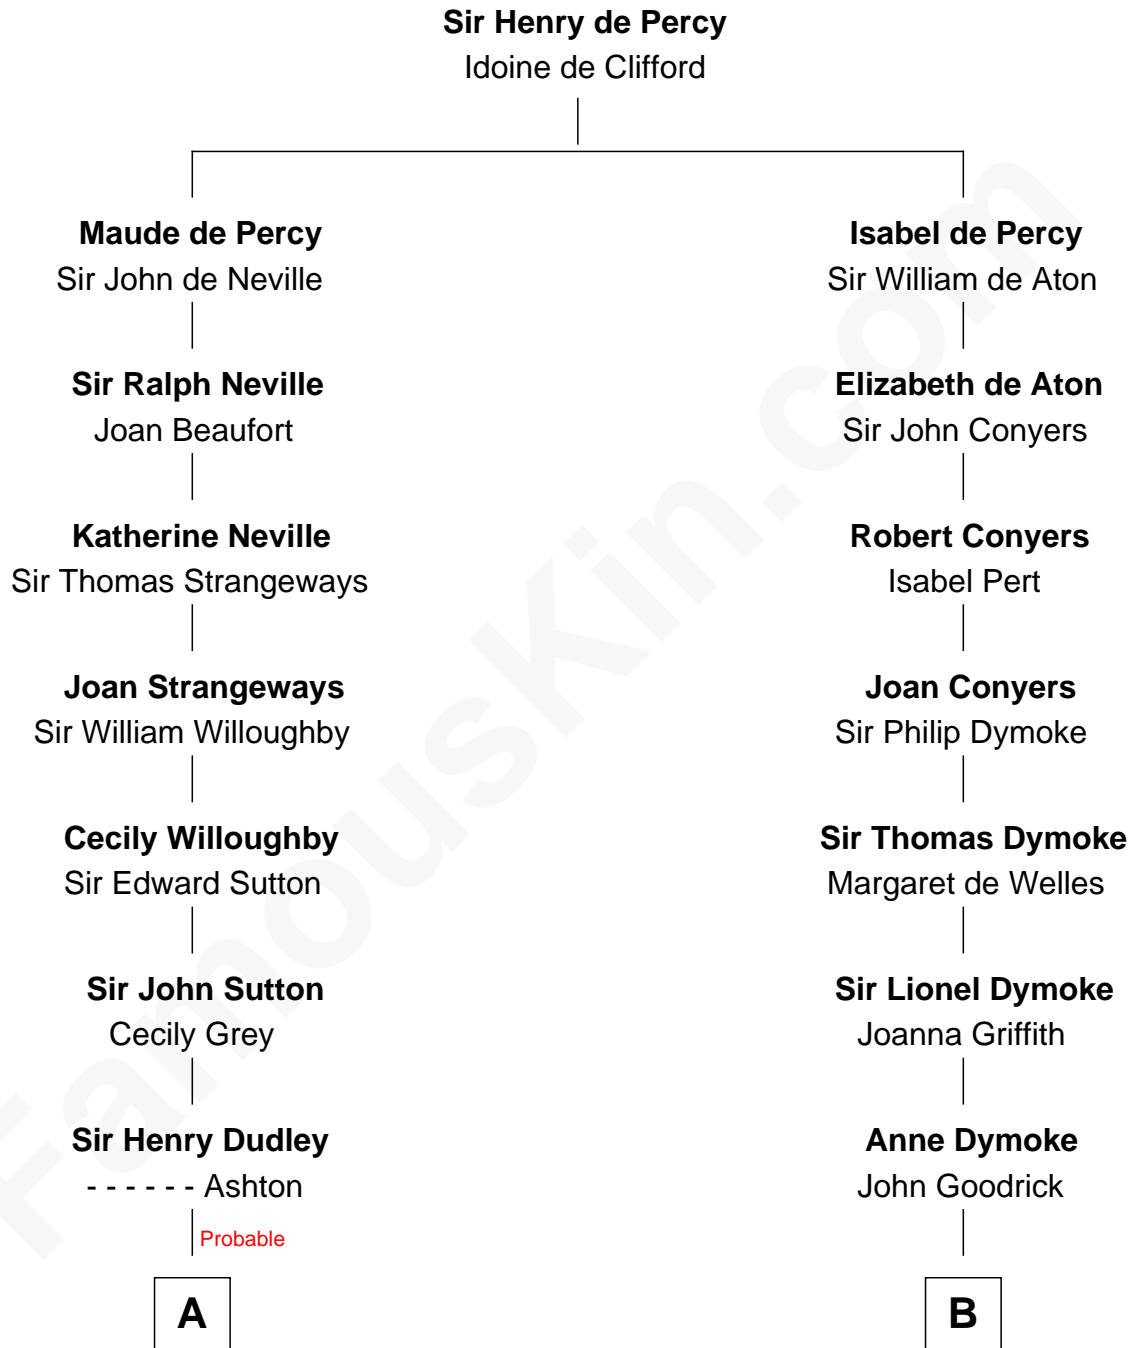 Sir Henry de Percy
Idoine de Clifford
Maude de Percy
Sir John de Neville
Isabel de Percy
Sir William de Aton
Sir Ralph Neville
Joan Beaufort
Elizabeth de Aton
Sir John Conyers
Katherine Neville
Sir Thomas Strangeways
Robert Conyers
Isabel Pert
Joan Strangeways
Sir William Willoughby
Joan Conyers
Sir Philip Dymoke
Cecily Willoughby
Sir Edward Sutton
Sir Thomas Dymoke
Margaret de Welles
Sir John Sutton
Cecily Grey
Sir Lionel Dymoke
Joanna Griffith
Sir Henry Dudley
- - - - - - Ashton
Anne Dymoke
John Goodrick
Probable
A
B
FamousKin.com